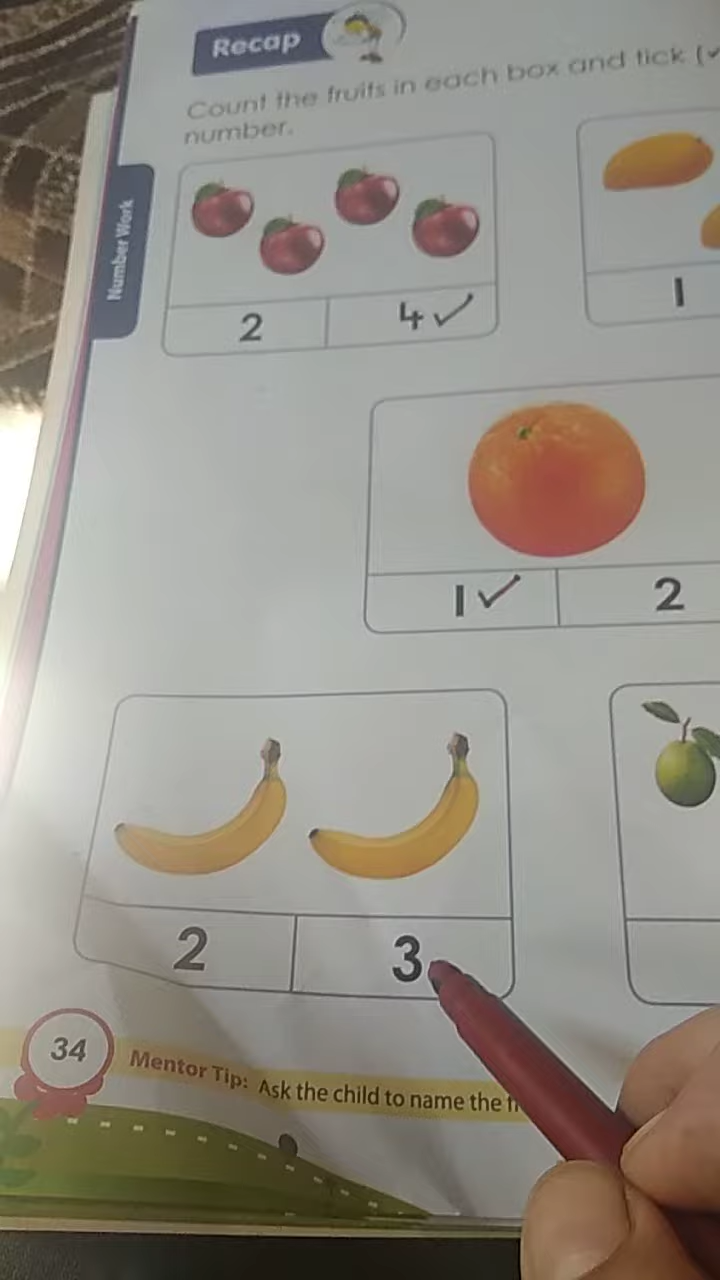 Recap
Count the fruits in each box and tick (✓
number.
Number Work
2 4 ✓
1
1 ✓ 2
2 3
34
Mentor Tip: Ask the child to name the